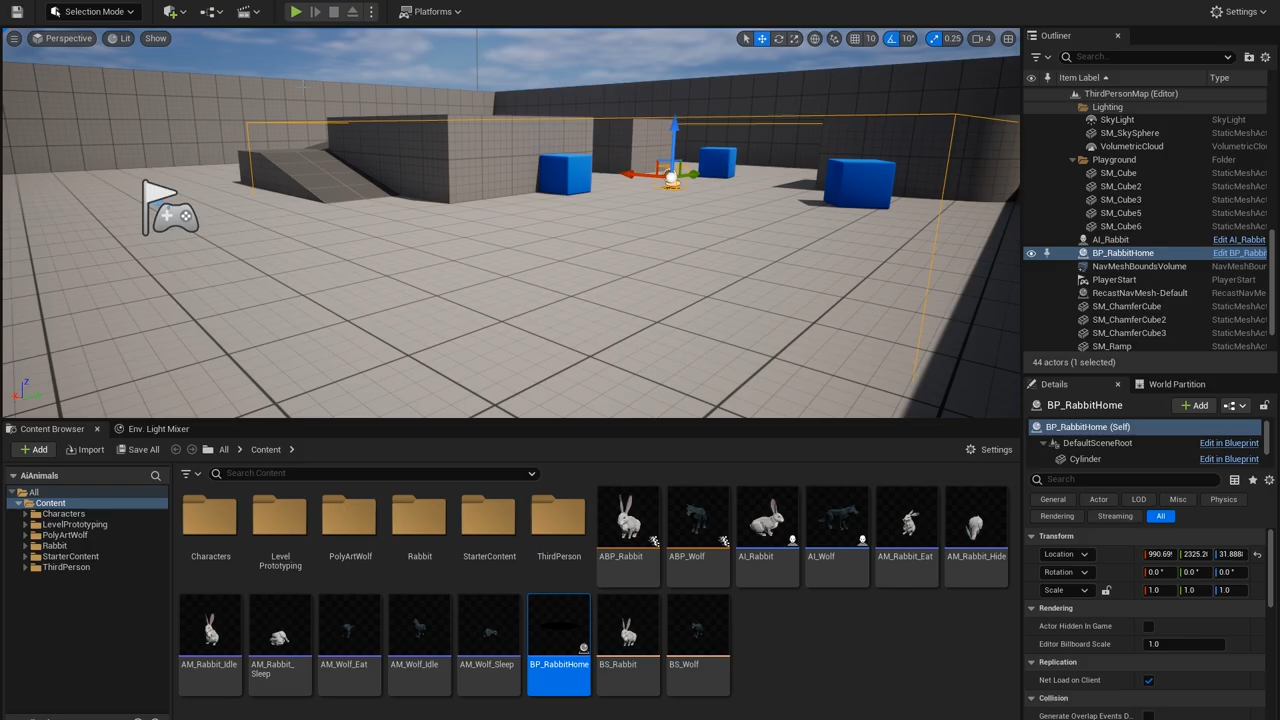 Selection Mode
Platforms
Settings
Perspective
Lit
Show
10
10°
0.25
4
Outliner
Search...
Item Label
Type
ThirdPersonMap (Editor)
Lighting
SkyLight SkyLight
SM_SkySphere StaticMeshAct
VolumetricCloud VolumetricCloud
Playground Folder
SM_Cube StaticMeshAct
SM_Cube2 StaticMeshAct
SM_Cube3 StaticMeshAct
SM_Cube5 StaticMeshAct
SM_Cube6 StaticMeshAct
AI_Rabbit Edit AI_Rabbit
BP_RabbitHome Edit BP_Rabbi
NavMeshBoundsVolume NavMeshBoun
PlayerStart PlayerStart
RecastNavMesh-Default RecastNavMe
SM_ChamferCube StaticMeshAct
SM_ChamferCube2 StaticMeshAct
SM_ChamferCube3 StaticMeshAct
SM_Ramp StaticMeshAct
44 actors (1 selected)
Details
World Partition
BP_RabbitHome
Add
BP_RabbitHome (Self)
DefaultSceneRoot Edit in Blueprint
Cylinder Edit in Blueprint
Search
General
Actor
LOD
Misc
Physics
Rendering
Streaming
All
Transform
Location 990.69 2325.2 31.888
Rotation 0.0 ° 0.0 ° 0.0 °
Scale 1.0 1.0 1.0
Rendering
Actor Hidden In Game
Editor Billboard Scale 1.0
Replication
Net Load on Client
Collision
Generate Overlap Events D...
Content Browser
Env. Light Mixer
Add
Import
Save All
All
Content
Settings
AiAnimals
Search Content
All
Content
Characters
LevelPrototyping
PolyArtWolf
Rabbit
StarterContent
ThirdPerson
Characters
Level
Prototyping
PolyArtWolf
Rabbit
StarterContent
ThirdPerson
ABP_Rabbit
ABP_Wolf
AI_Rabbit
AI_Wolf
AM_Rabbit_Eat
AM_Rabbit_Hide
AM_Rabbit_Idle
AM_Rabbit_
Sleep
AM_Wolf_Eat
AM_Wolf_Idle
AM_Wolf_Sleep
BP_RabbitHome
BS_Rabbit
BS_Wolf